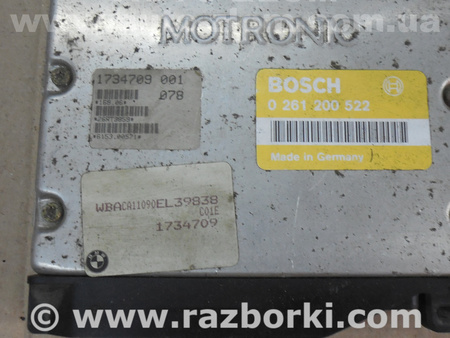 MOTRONIC
1734709 001
078
BOSCH
0 261 200 522
Made in Germany
WBACA11090EL39838
C01E
1734709
www.razborki.com